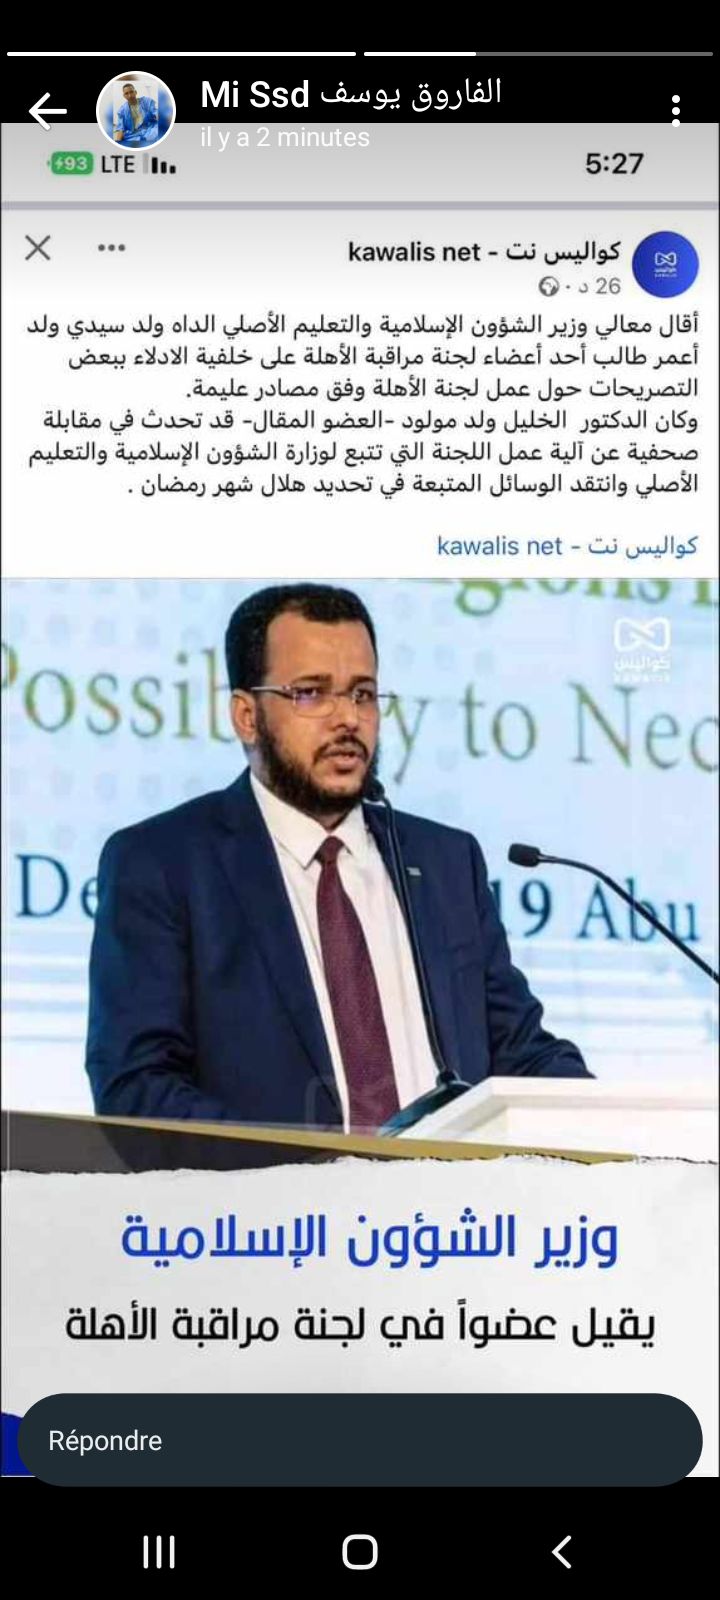 Mi Ssd الفاروق يوسف
il y a 2 minutes
93 LTE
5:27
كواليس نت - kawalis net
26 د ·
أقال معالي وزير الشؤون الإسلامية والتعليم الأصلي الداه ولد سيدي ولد
أعمر طالب أحد أعضاء لجنة مراقبة الأهلة على خلفية الادلاء ببعض
التصريحات حول عمل لجنة الأهلة وفق مصادر عليمة.
وكان الدكتور الخليل ولد مولود -العضو المقال- قد تحدث في مقابلة
صحفية عن آلية عمل اللجنة التي تتبع لوزارة الشؤون الإسلامية والتعليم
الأصلي وانتقد الوسائل المتبعة في تحديد هلال شهر رمضان .
كواليس نت - kawalis net
كواليس
KAWALIS
to
19 Abu
وزير الشؤون الإسلامية
يقيل عضواً في لجنة مراقبة الأهلة
Répondre